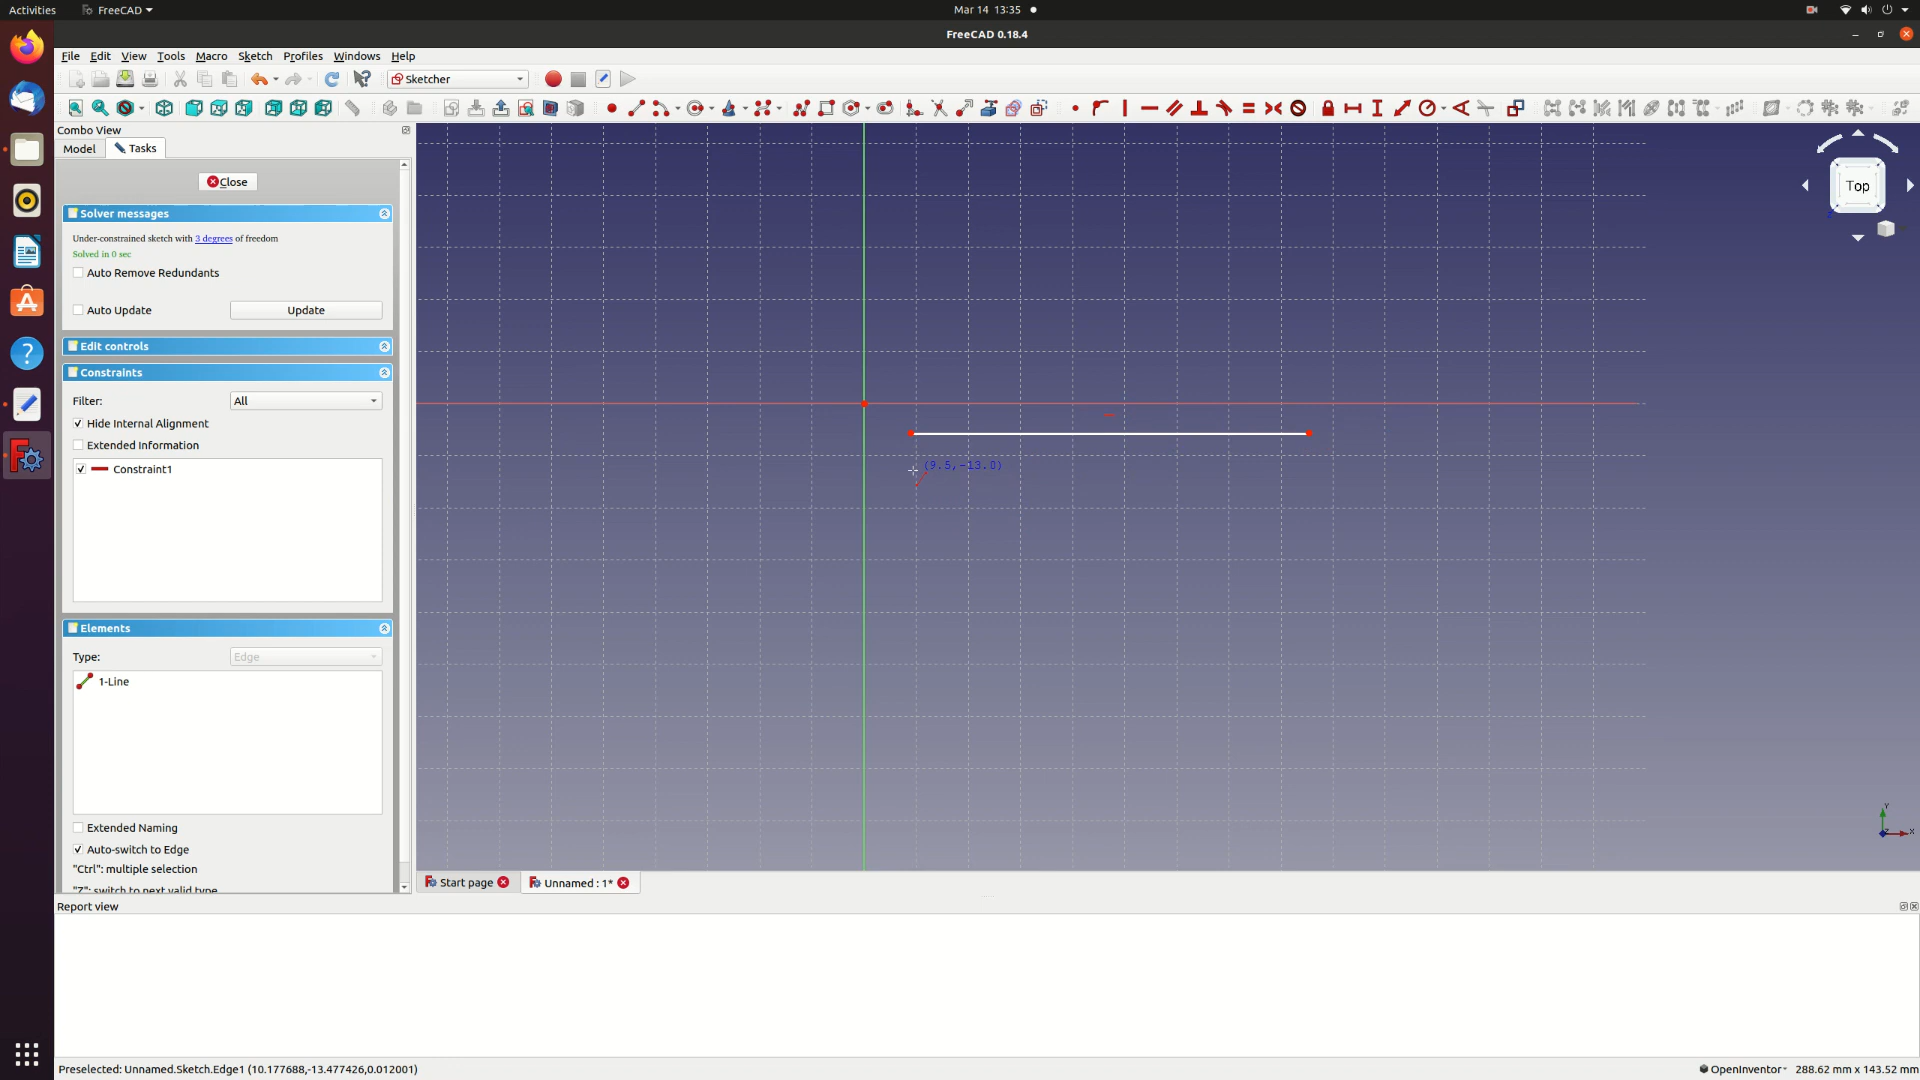 Activities
FreeCAD
Mar 14 13:35
FreeCAD 0.18.4
File Edit View Tools Macro Sketch Profiles Windows Help
Sketcher
Combo View
Model
Tasks
Close
Solver messages
Under-constrained sketch with 3 degrees of freedom
Solved in 0 sec
Auto Remove Redundants
Auto Update
Update
Edit controls
Constraints
Filter:
All
Hide Internal Alignment
Extended Information
Constraint1
Elements
Type:
Edge
1-Line
Extended Naming
Auto-switch to Edge
"Ctrl": multiple selection
"Z": switch to next valid type
(9.5,-13.0)
Top
Z
Y
X
Start page
Unnamed : 1*
Report view
Preselected: Unnamed.Sketch.Edge1 (10.177688,-13.477426,0.012001)
OpenInventor
288.62 mm x 143.52 mm